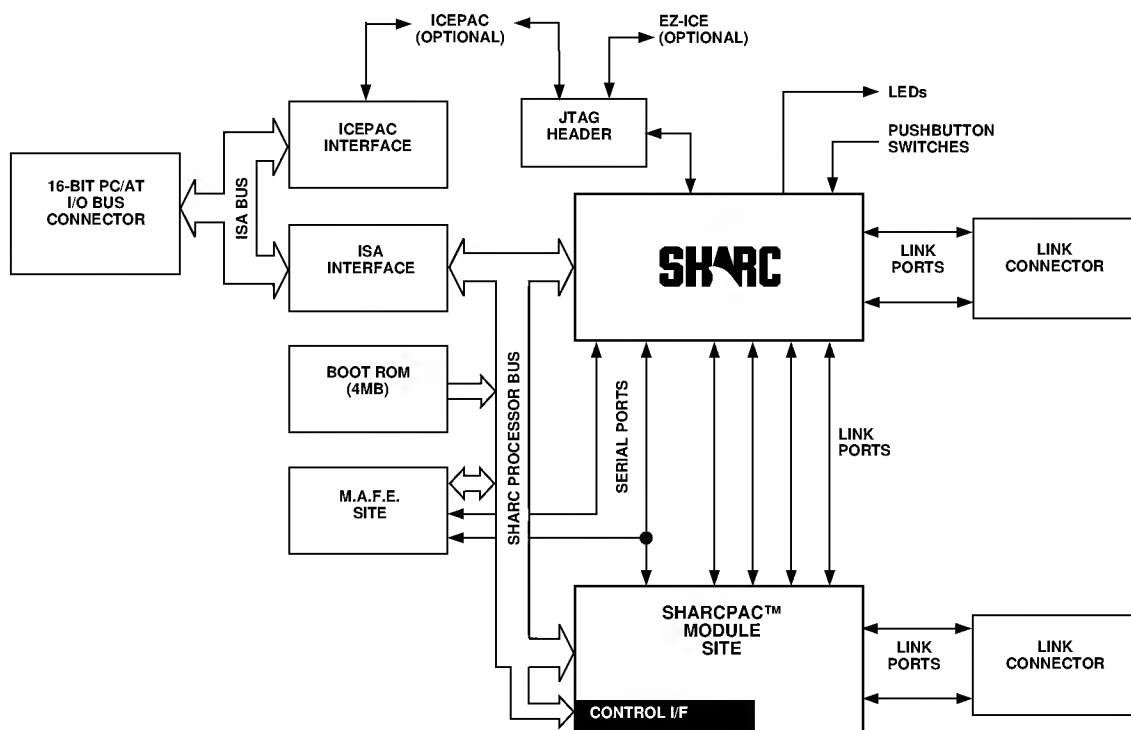 ICEPAC
(OPTIONAL)
EZ-ICE
(OPTIONAL)
LEDs
PUSHBUTTON
SWITCHES
ICEPAC
INTERFACE
JTAG
HEADER
16-BIT PC/AT
I/O BUS
CONNECTOR
ISA BUS
ISA
INTERFACE
SHARC
LINK
PORTS
LINK
CONNECTOR
BOOT ROM
(4MB)
SHARC PROCESSOR BUS
SERIAL PORTS
LINK
PORTS
M.A.F.E.
SITE
SHARCPAC™
MODULE
SITE
CONTROL I/F
LINK
PORTS
LINK
CONNECTOR